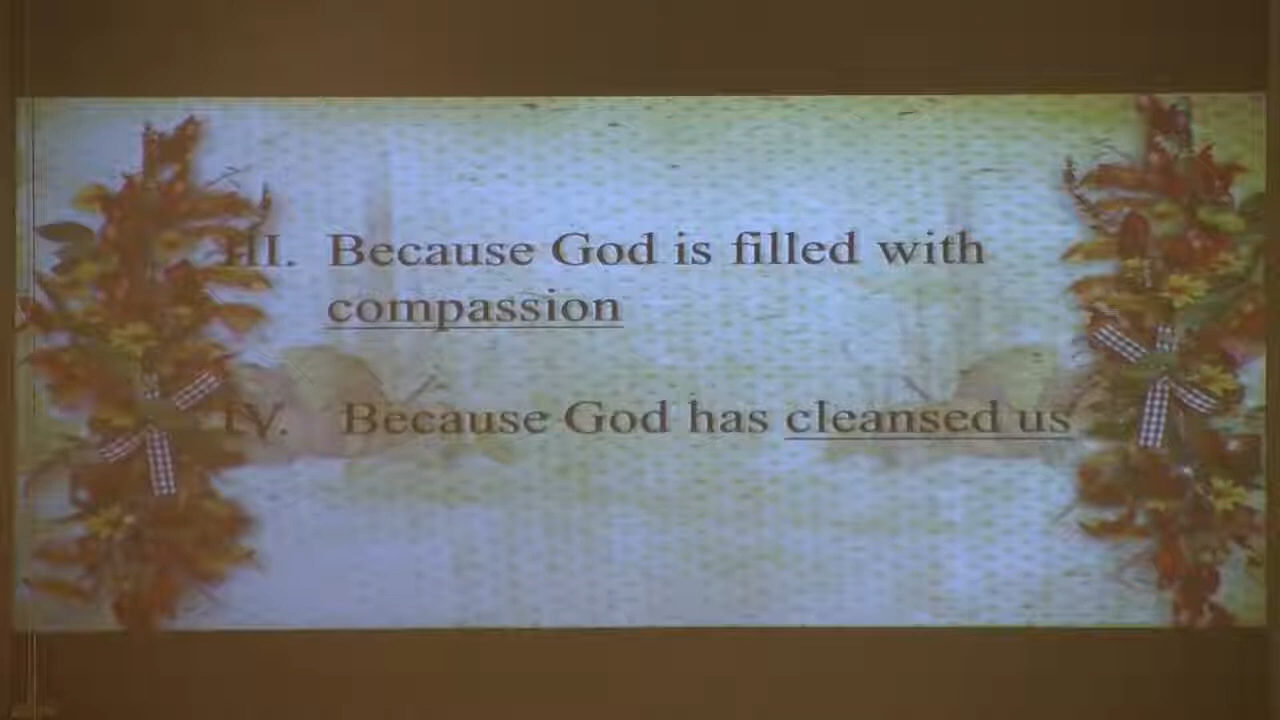 III. Because God is filled with
compassion
IV. Because God has cleansed us